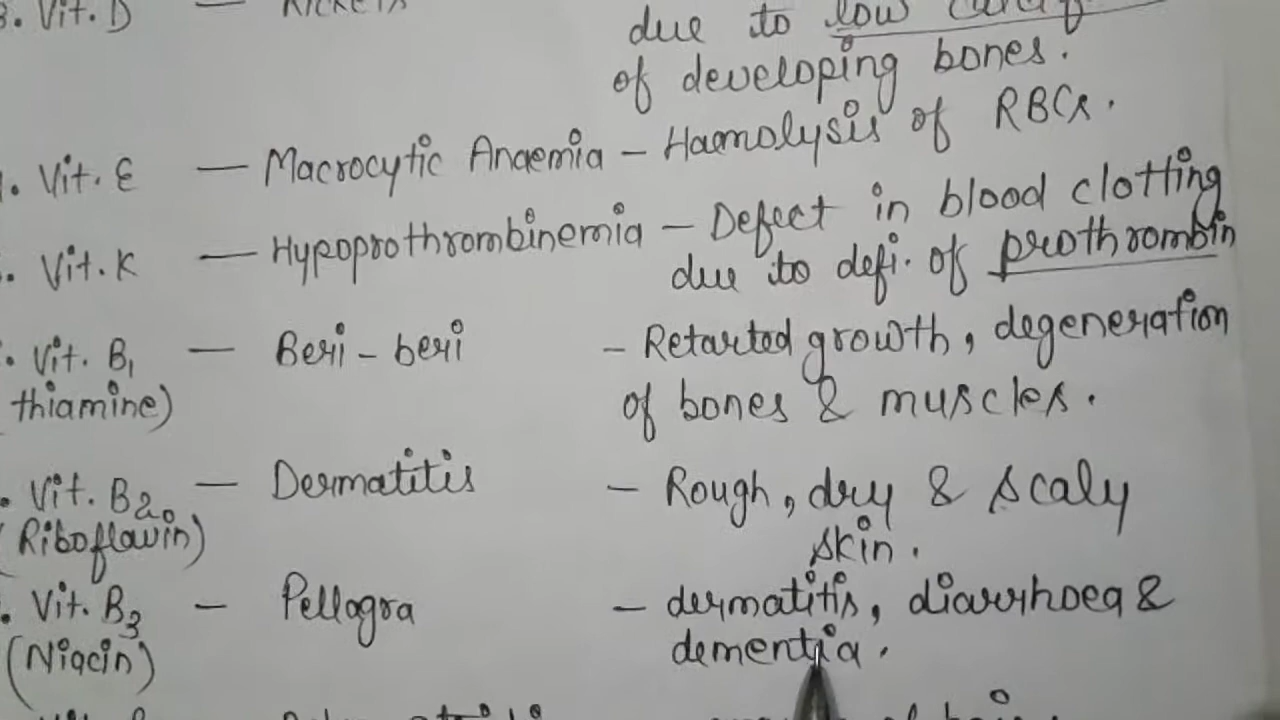 3. Vit. D — RICKETS
due to low
of developing bones.
. Vit. E — Macrocytic Anaemia – Haemolysis of RBCs.
. Vit. K — Hypoprothrombinemia – Defect in blood clotting
due to defi. of prothrombin
. Vit. B1 — Beri - beri – Retarted growth, degeneration
thiamine) of bones & muscles.
. Vit. B2. — Dermatitis – Rough, dry & scaly
(Riboflavin) skin.
. Vit. B3 – Pellagra – dermatitis, diarrhoea &
(Niacin) dementia.